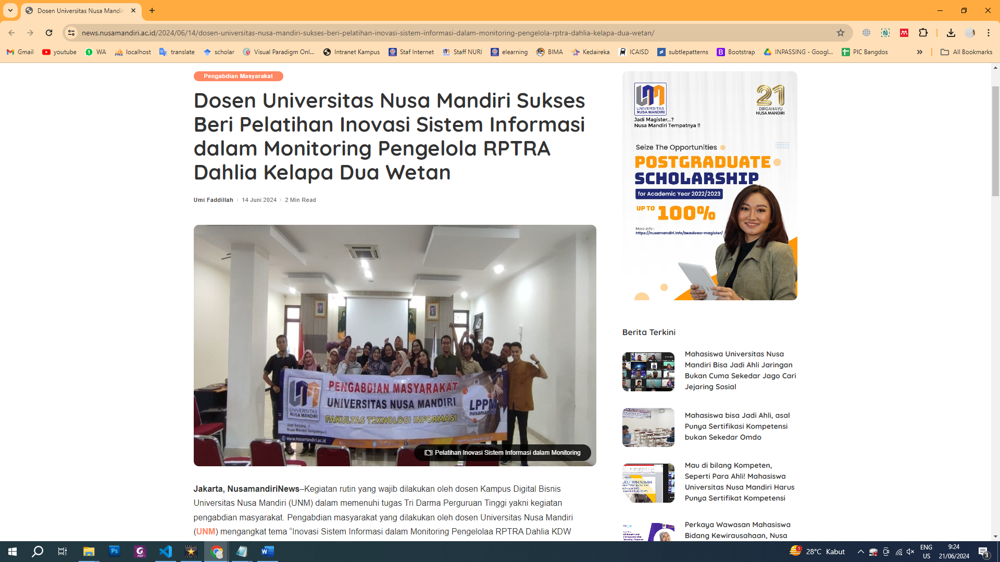 Dosen Universitas Nusa Mandir
news.nusamandiri.ac.id/2024/06/14/dosen-universitas-nusa-mandiri-sukses-beri-pelatihan-inovasi-sistem-informasi-dalam-monitoring-pengelola-rptra-dahlia-kelapa-dua-wetan/
Gmail youtube WA localhost translate scholar Visual Paradigm Onl... Intranet Kampus Staf Internet Staff NURI elearning BIMA Kedaireka ICAISD subtlepatterns Bootstrap INPASSING - Googl... PIC Bangdos » All Bookmarks
Pengabdian Masyarakat
Dosen Universitas Nusa Mandiri Sukses
Beri Pelatihan Inovasi Sistem Informasi
dalam Monitoring Pengelola RPTRA
Dahlia Kelapa Dua Wetan
Umi Faddillah 14 Juni 2024 2 Min Read
PENGABDIAN MASYARAKAT
UNIVERSITAS NUSA MANDIRI
FAKULTAS TEKNOLOGI INFORMASI
LPPM
nusamandiri
UNIVERSITAS
NUSA MANDIRI
Jadi Sarjana...?
Nusa Mandiri Tempatnya !!
www.nusamandiri.ac.id
Pelatihan Inovasi Sistem Informasi dalam Monitoring
Jakarta, NusamandiriNews–Kegiatan rutin yang wajib dilakukan oleh dosen Kampus Digital Bisnis
Universitas Nusa Mandiri (UNM) dalam memenuhi tugas Tri Darma Perguruan Tinggi yakni kegiatan
pengabdian masyarakat. Pengabdian masyarakat yang dilakukan oleh dosen Universitas Nusa Mandiri
(UNM) mengangkat tema “Inovasi Sistem Informasi dalam Monitoring Pengelolaa RPTRA Dahlia KDW
UNIVERSITAS
NUSA MANDIRI
21
DIRGAHAYU
NUSA MANDIRI
Jadi Magister...?
Nusa Mandiri Tempatnya !!
Seize The Opportunities
POSTGRADUATE
SCHOLARSHIP
for Academic Year 2022/2023
UP TO 100%
More Info :
https://nusamandiri.info/beasiswa-magister/
Berita Terkini
Mahasiswa Universitas Nusa
Mandiri Bisa Jadi Ahli Jaringan
Bukan Cuma Sekedar Jago Cari
Jejaring Sosial
Mahasiswa bisa Jadi Ahli, asal
Punya Sertifikasi Kompetensi
bukan Sekedar Omdo
Mau di bilang Kompeten,
Seperti Para Ahli! Mahasiswa
Universitas Nusa Mandiri Harus
Punya Sertifikat Kompetensi
Perkaya Wawasan Mahasiswa
Bidang Kewirausahaan, Nusa
28°C Kabut
ENG
US
9:24
21/06/2024
3